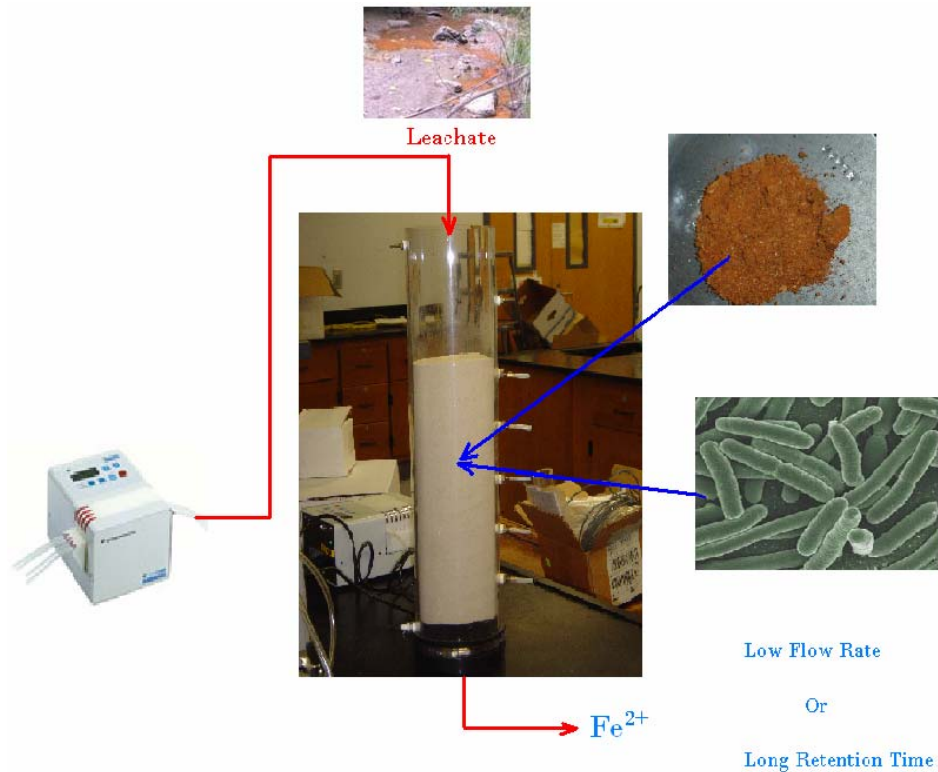 Leachate
Fe²⁺
Low Flow Rate
Or
Long Retention Time